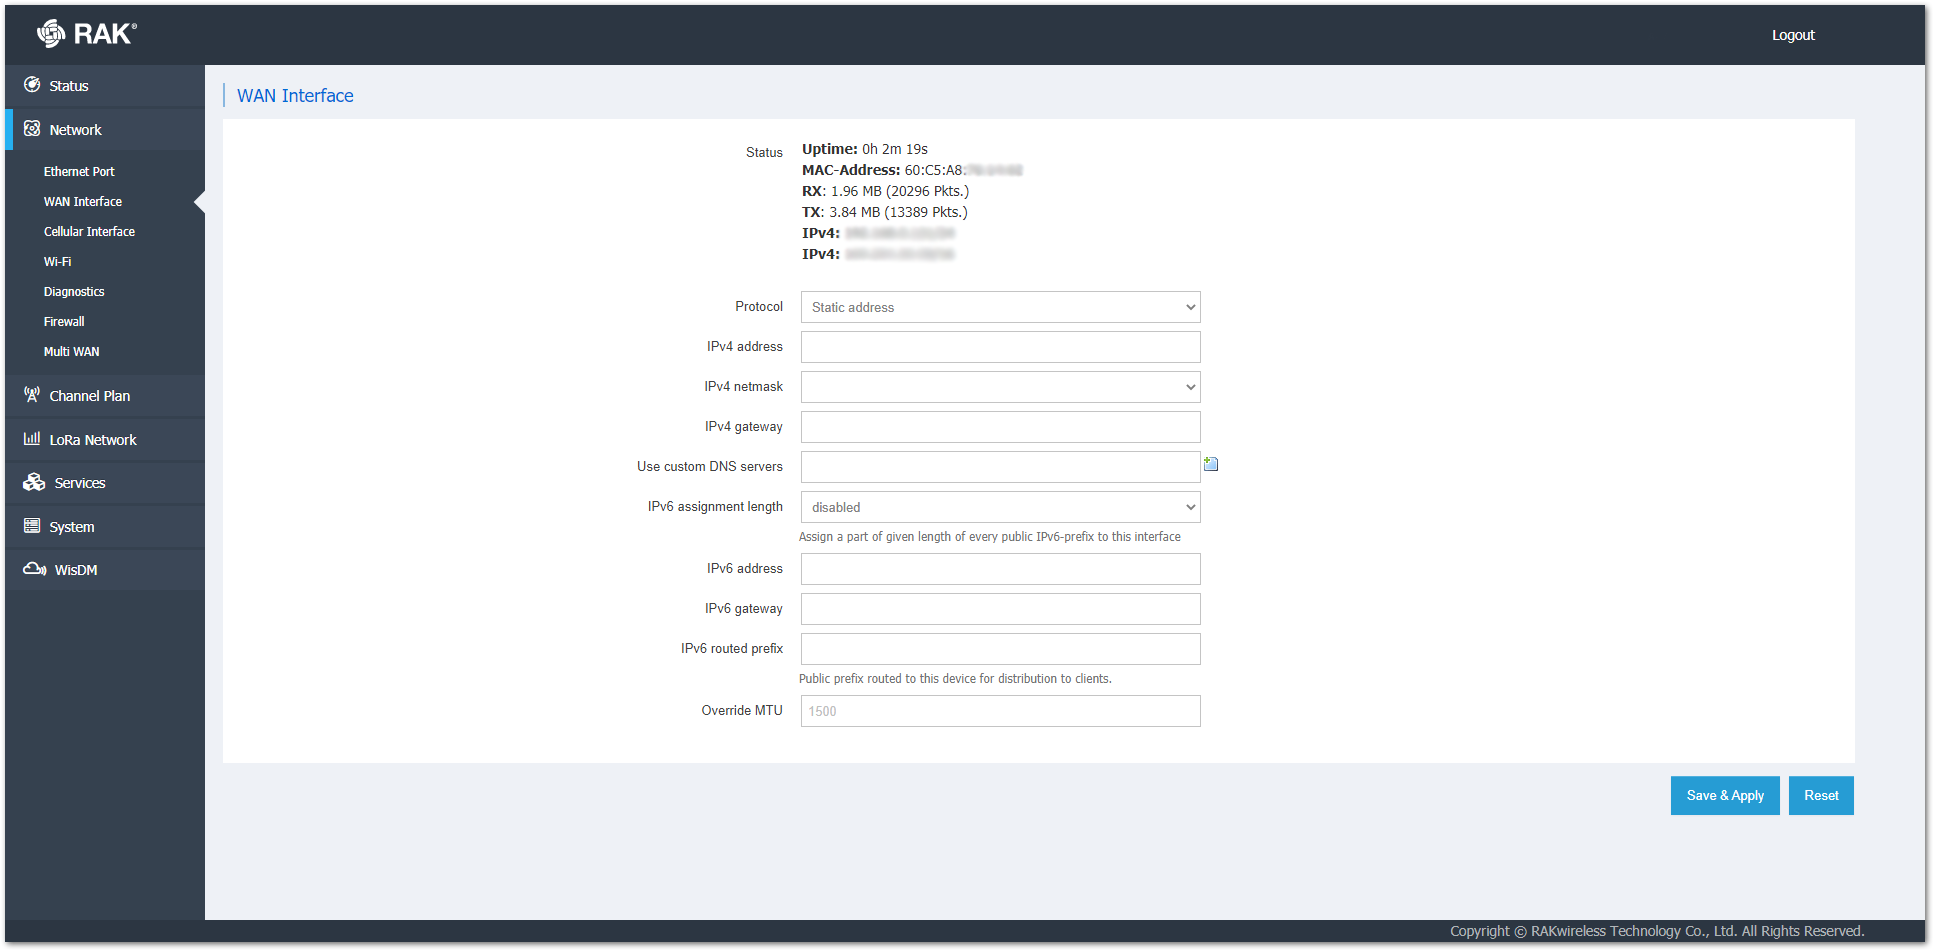 RAK®
Logout
Status
Network
Ethernet Port
WAN Interface
Cellular Interface
Wi-Fi
Diagnostics
Firewall
Multi WAN
Channel Plan
LoRa Network
Services
System
WisDM
WAN Interface
Status
Uptime: 0h 2m 19s
MAC-Address: 60:C5:A8:
RX: 1.96 MB (20296 Pkts.)
TX: 3.84 MB (13389 Pkts.)
IPv4:
IPv4:
Protocol Static address
IPv4 address
IPv4 netmask
IPv4 gateway
Use custom DNS servers
IPv6 assignment length disabled
Assign a part of given length of every public IPv6-prefix to this interface
IPv6 address
IPv6 gateway
IPv6 routed prefix
Public prefix routed to this device for distribution to clients.
Override MTU 1500
Save & Apply Reset
Copyright © RAKwireless Technology Co., Ltd. All Rights Reserved.